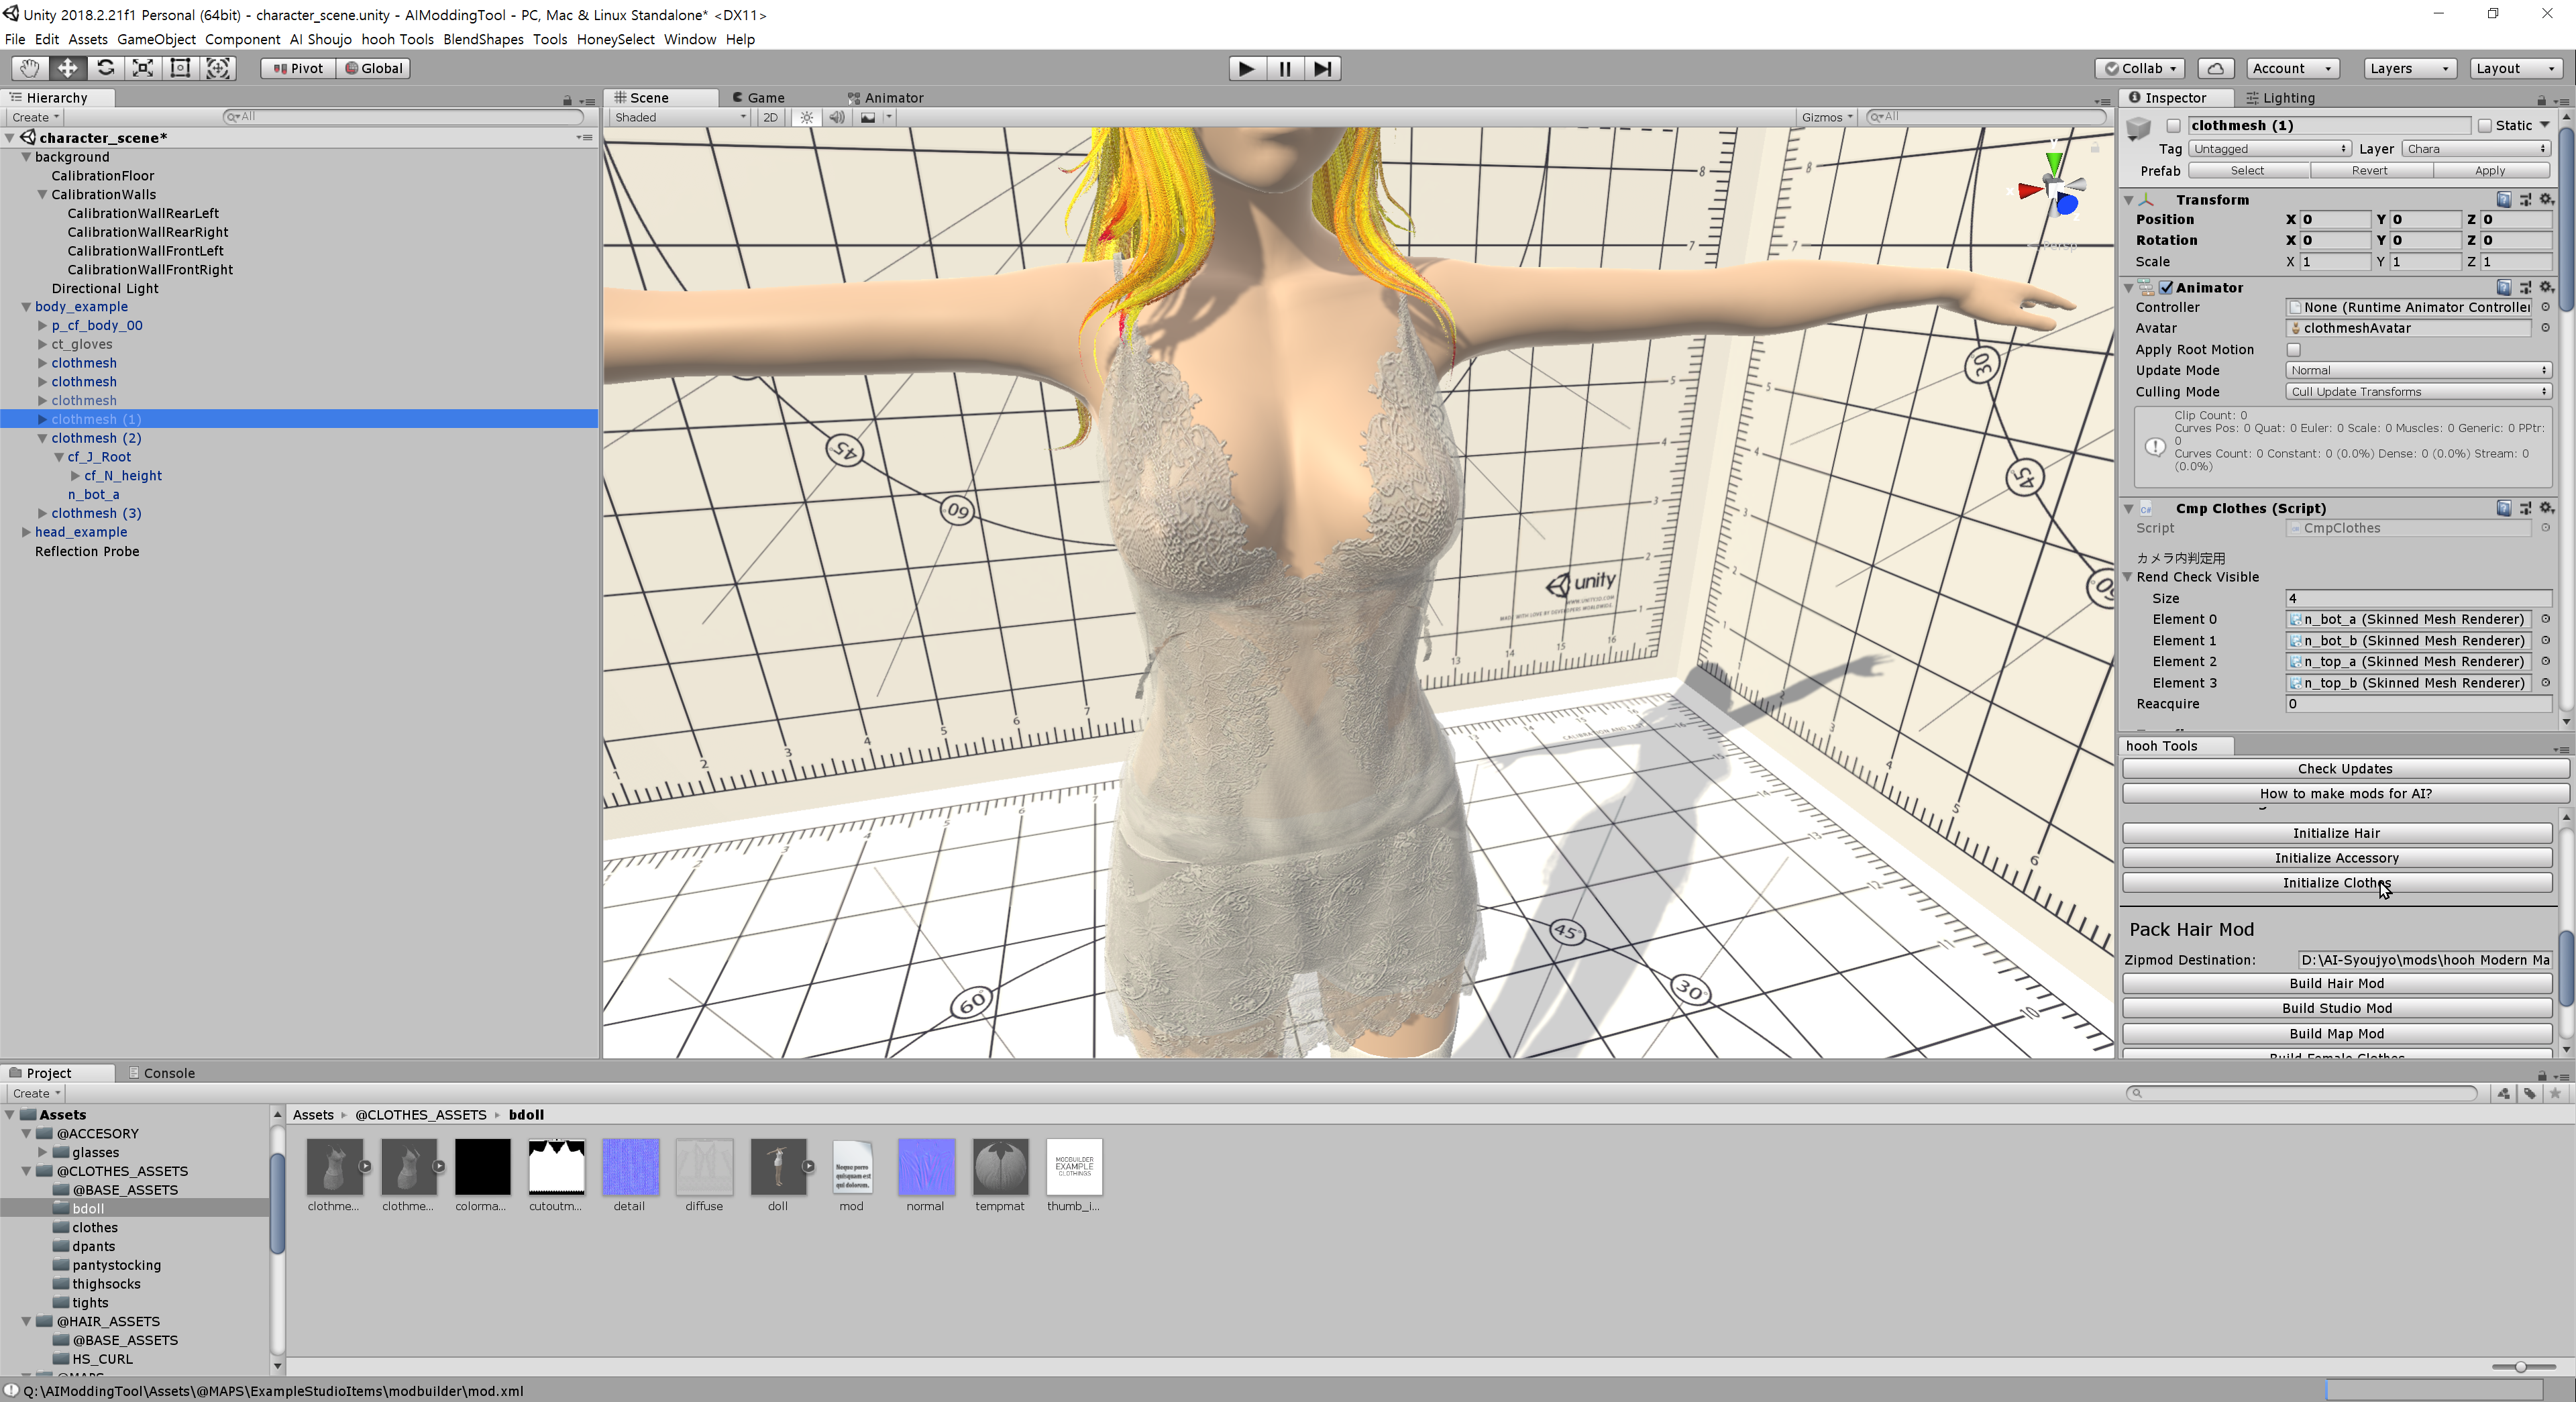 Unity 2018.2.21f1 Personal (64bit) - character_scene.unity - AIModdingTool - PC, Mac & Linux Standalone* <DX11>
File Edit Assets GameObject Component AI Shoujo hooh Tools BlendShapes Tools HoneySelect Window Help
Pivot Global Collab Account Layers Layout
Hierarchy
Create All
character_scene*
background
CalibrationFloor
CalibrationWalls
CalibrationWallRearLeft
CalibrationWallRearRight
CalibrationWallFrontLeft
CalibrationWallFrontRight
Directional Light
body_example
p_cf_body_00
ct_gloves
clothmesh
clothmesh
clothmesh
clothmesh (1)
clothmesh (2)
cf_J_Root
cf_N_height
n_bot_a
clothmesh (3)
head_example
Reflection Probe
Scene Game Animator
Shaded 2D Gizmos All
unity
Inspector Lighting
clothmesh (1) Static
Tag Untagged Layer Chara
Prefab Select Revert Apply
Transform
Position X 0 Y 0 Z 0
Rotation X 0 Y 0 Z 0
Scale X 1 Y 1 Z 1
Animator
Controller None (Runtime Animator Controller
Avatar clothmeshAvatar
Apply Root Motion
Update Mode Normal
Culling Mode Cull Update Transforms
Clip Count: 0
Curves Pos: 0 Quat: 0 Euler: 0 Scale: 0 Muscles: 0 Generic: 0 PPtr:
0
Curves Count: 0 Constant: 0 (0.0%) Dense: 0 (0.0%) Stream: 0
(0.0%)
Cmp Clothes (Script)
Script CmpClothes
カメラ内判定用
Rend Check Visible
Size 4
Element 0 n_bot_a (Skinned Mesh Renderer)
Element 1 n_bot_b (Skinned Mesh Renderer)
Element 2 n_top_a (Skinned Mesh Renderer)
Element 3 n_top_b (Skinned Mesh Renderer)
Reacquire 0
hooh Tools
Check Updates
How to make mods for AI?
Initialize Hair
Initialize Accessory
Initialize Clothes
Pack Hair Mod
Zipmod Destination: D:\AI-Syoujyo\mods\hooh Modern Ma
Build Hair Mod
Build Studio Mod
Build Map Mod
Build Female Clothes
Project Console
Create
Assets
@ACCESORY
glasses
@CLOTHES_ASSETS
@BASE_ASSETS
bdoll
clothes
dpants
pantystocking
thighsocks
tights
@HAIR_ASSETS
@BASE_ASSETS
HS_CURL
@MAPS
Assets @CLOTHES_ASSETS bdoll
MODBUILDER
EXAMPLE
CLOTHINGS
clothme... clothme... colorma... cutoutm... detail diffuse doll mod normal tempmat thumb_i...
Q:\AIModdingTool\Assets\@MAPS\ExampleStudioItems\modbuilder\mod.xml